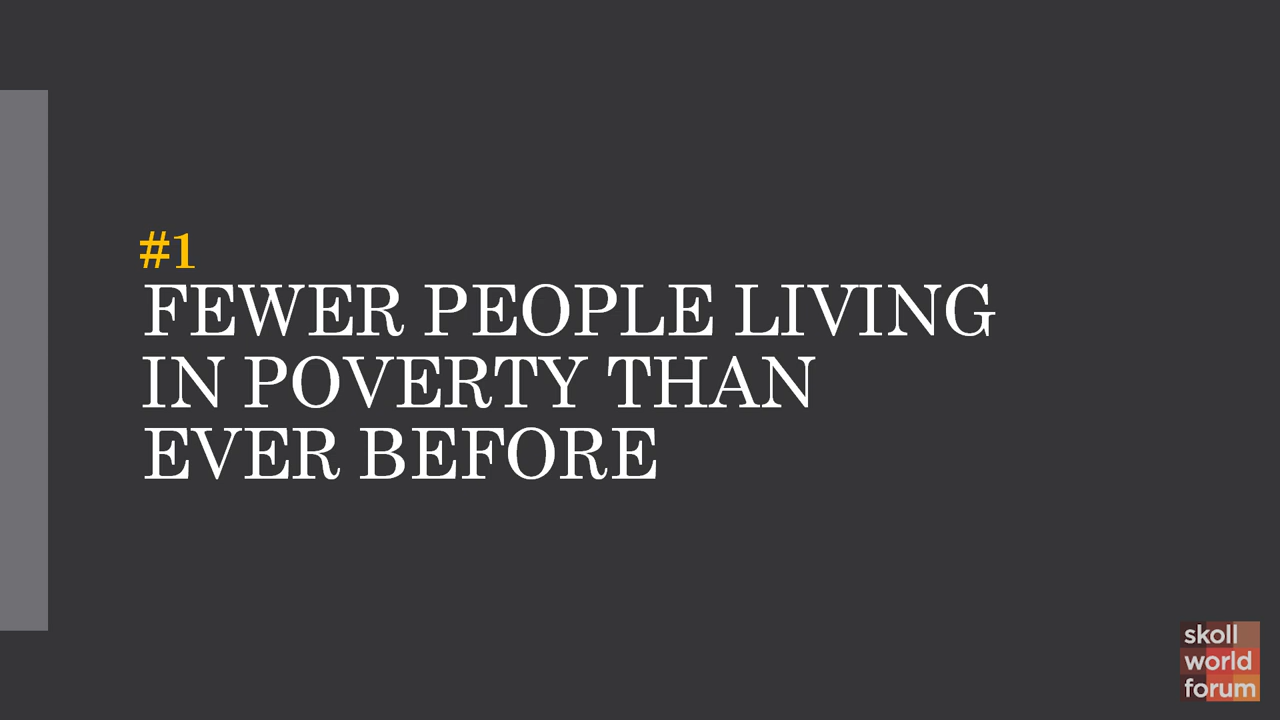 #1
FEWER PEOPLE LIVING
IN POVERTY THAN
EVER BEFORE
skoll
world
forum